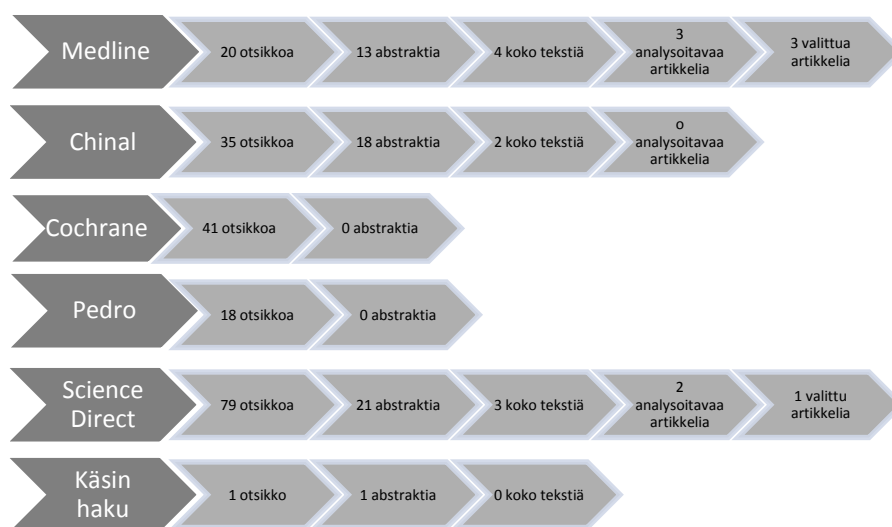 Medline
20 otsikkoa
13 abstraktia
4 koko tekstiä
3
analysoitavaa
artikkelia
3 valittua
artikkelia
Chinal
35 otsikkoa
18 abstraktia
2 koko tekstiä
o
analysoitavaa
artikkelia
Cochrane
41 otsikkoa
0 abstraktia
Pedro
18 otsikkoa
0 abstraktia
Science
Direct
79 otsikkoa
21 abstraktia
3 koko tekstiä
2
analysoitavaa
artikkelia
1 valittu
artikkelia
Käsin
haku
1 otsikko
1 abstraktia
0 koko tekstiä